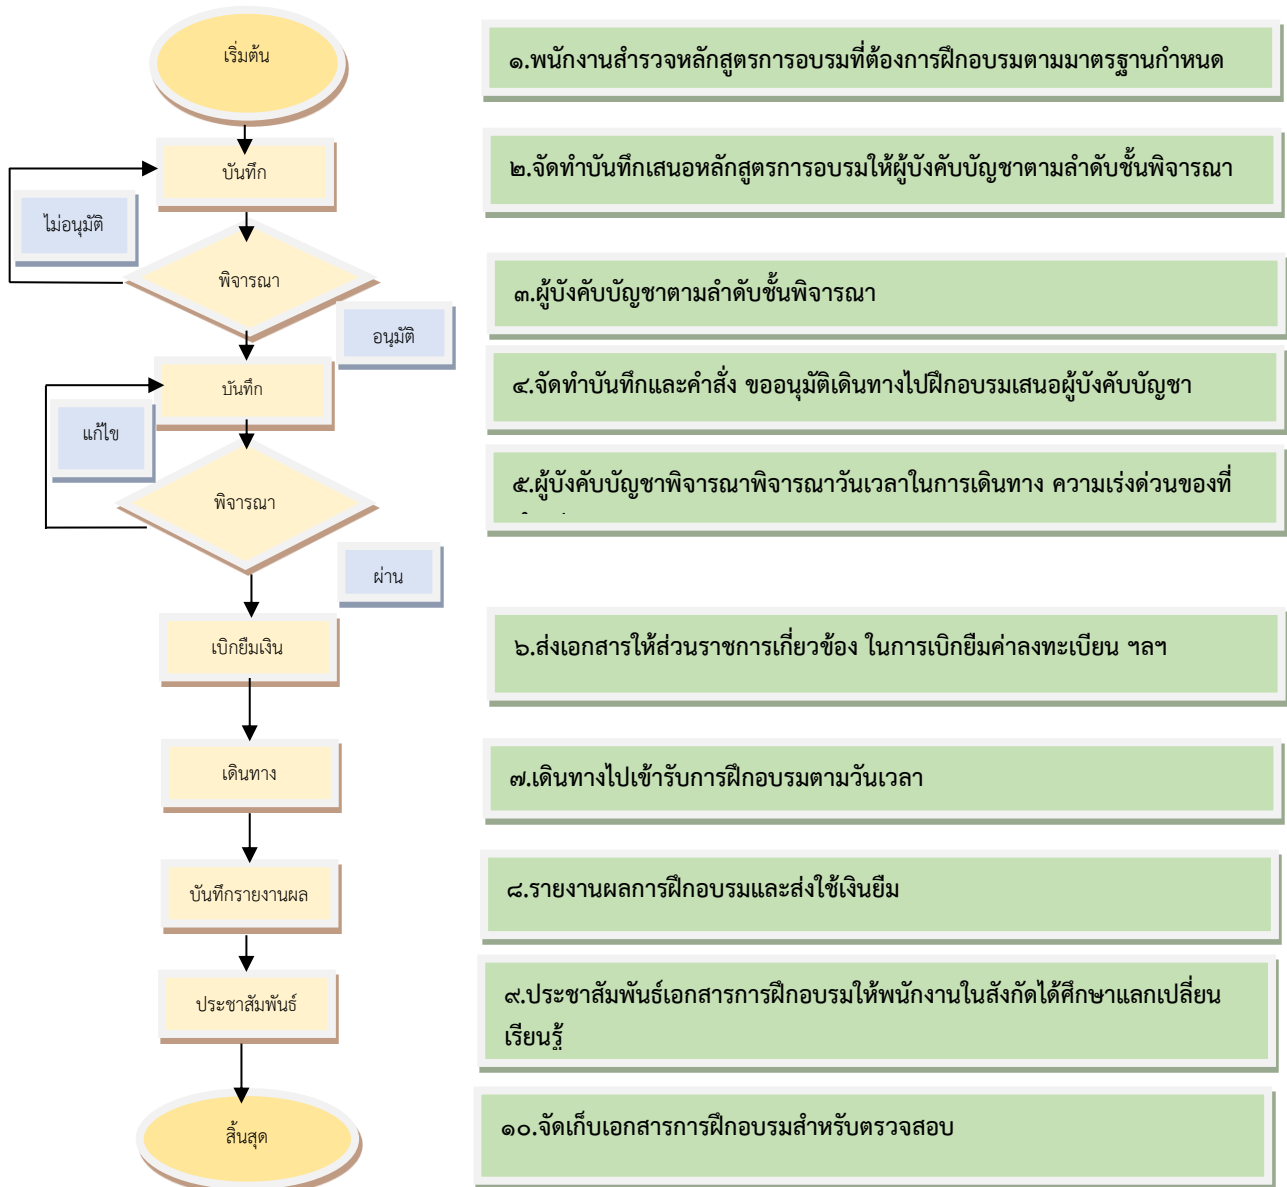 เริ่มต้น
๑.พนักงานสำรวจหลักสูตรการอบรมที่ต้องการฝึกอบรมตามมาตรฐานกำหนด
บันทึก
๒.จัดทำบันทึกเสนอหลักสูตรการอบรมให้ผู้บังคับบัญชาตามลำดับชั้นพิจารณา
ไม่อนุมัติ
พิจารณา
๓.ผู้บังคับบัญชาตามลำดับชั้นพิจารณา
อนุมัติ
บันทึก
๔.จัดทำบันทึกและคำสั่ง ขออนุมัติเดินทางไปฝึกอบรมเสนอผู้บังคับบัญชา
แก้ไข
พิจารณา
๕.ผู้บังคับบัญชาพิจารณาพิจารณาวันเวลาในการเดินทาง ความเร่งด่วนของที่
ผ่าน
เบิกยืมเงิน
๖.ส่งเอกสารให้ส่วนราชการเกี่ยวข้อง ในการเบิกยืมค่าลงทะเบียน ฯลฯ
เดินทาง
๗.เดินทางไปเข้ารับการฝึกอบรมตามวันเวลา
บันทึกรายงานผล
๘.รายงานผลการฝึกอบรมและส่งใช้เงินยืม
ประชาสัมพันธ์
๙.ประชาสัมพันธ์เอกสารการฝึกอบรมให้พนักงานในสังกัดได้ศึกษาแลกเปลี่ยน
เรียนรู้
สิ้นสุด
๑๐.จัดเก็บเอกสารการฝึกอบรมสำหรับตรวจสอบ